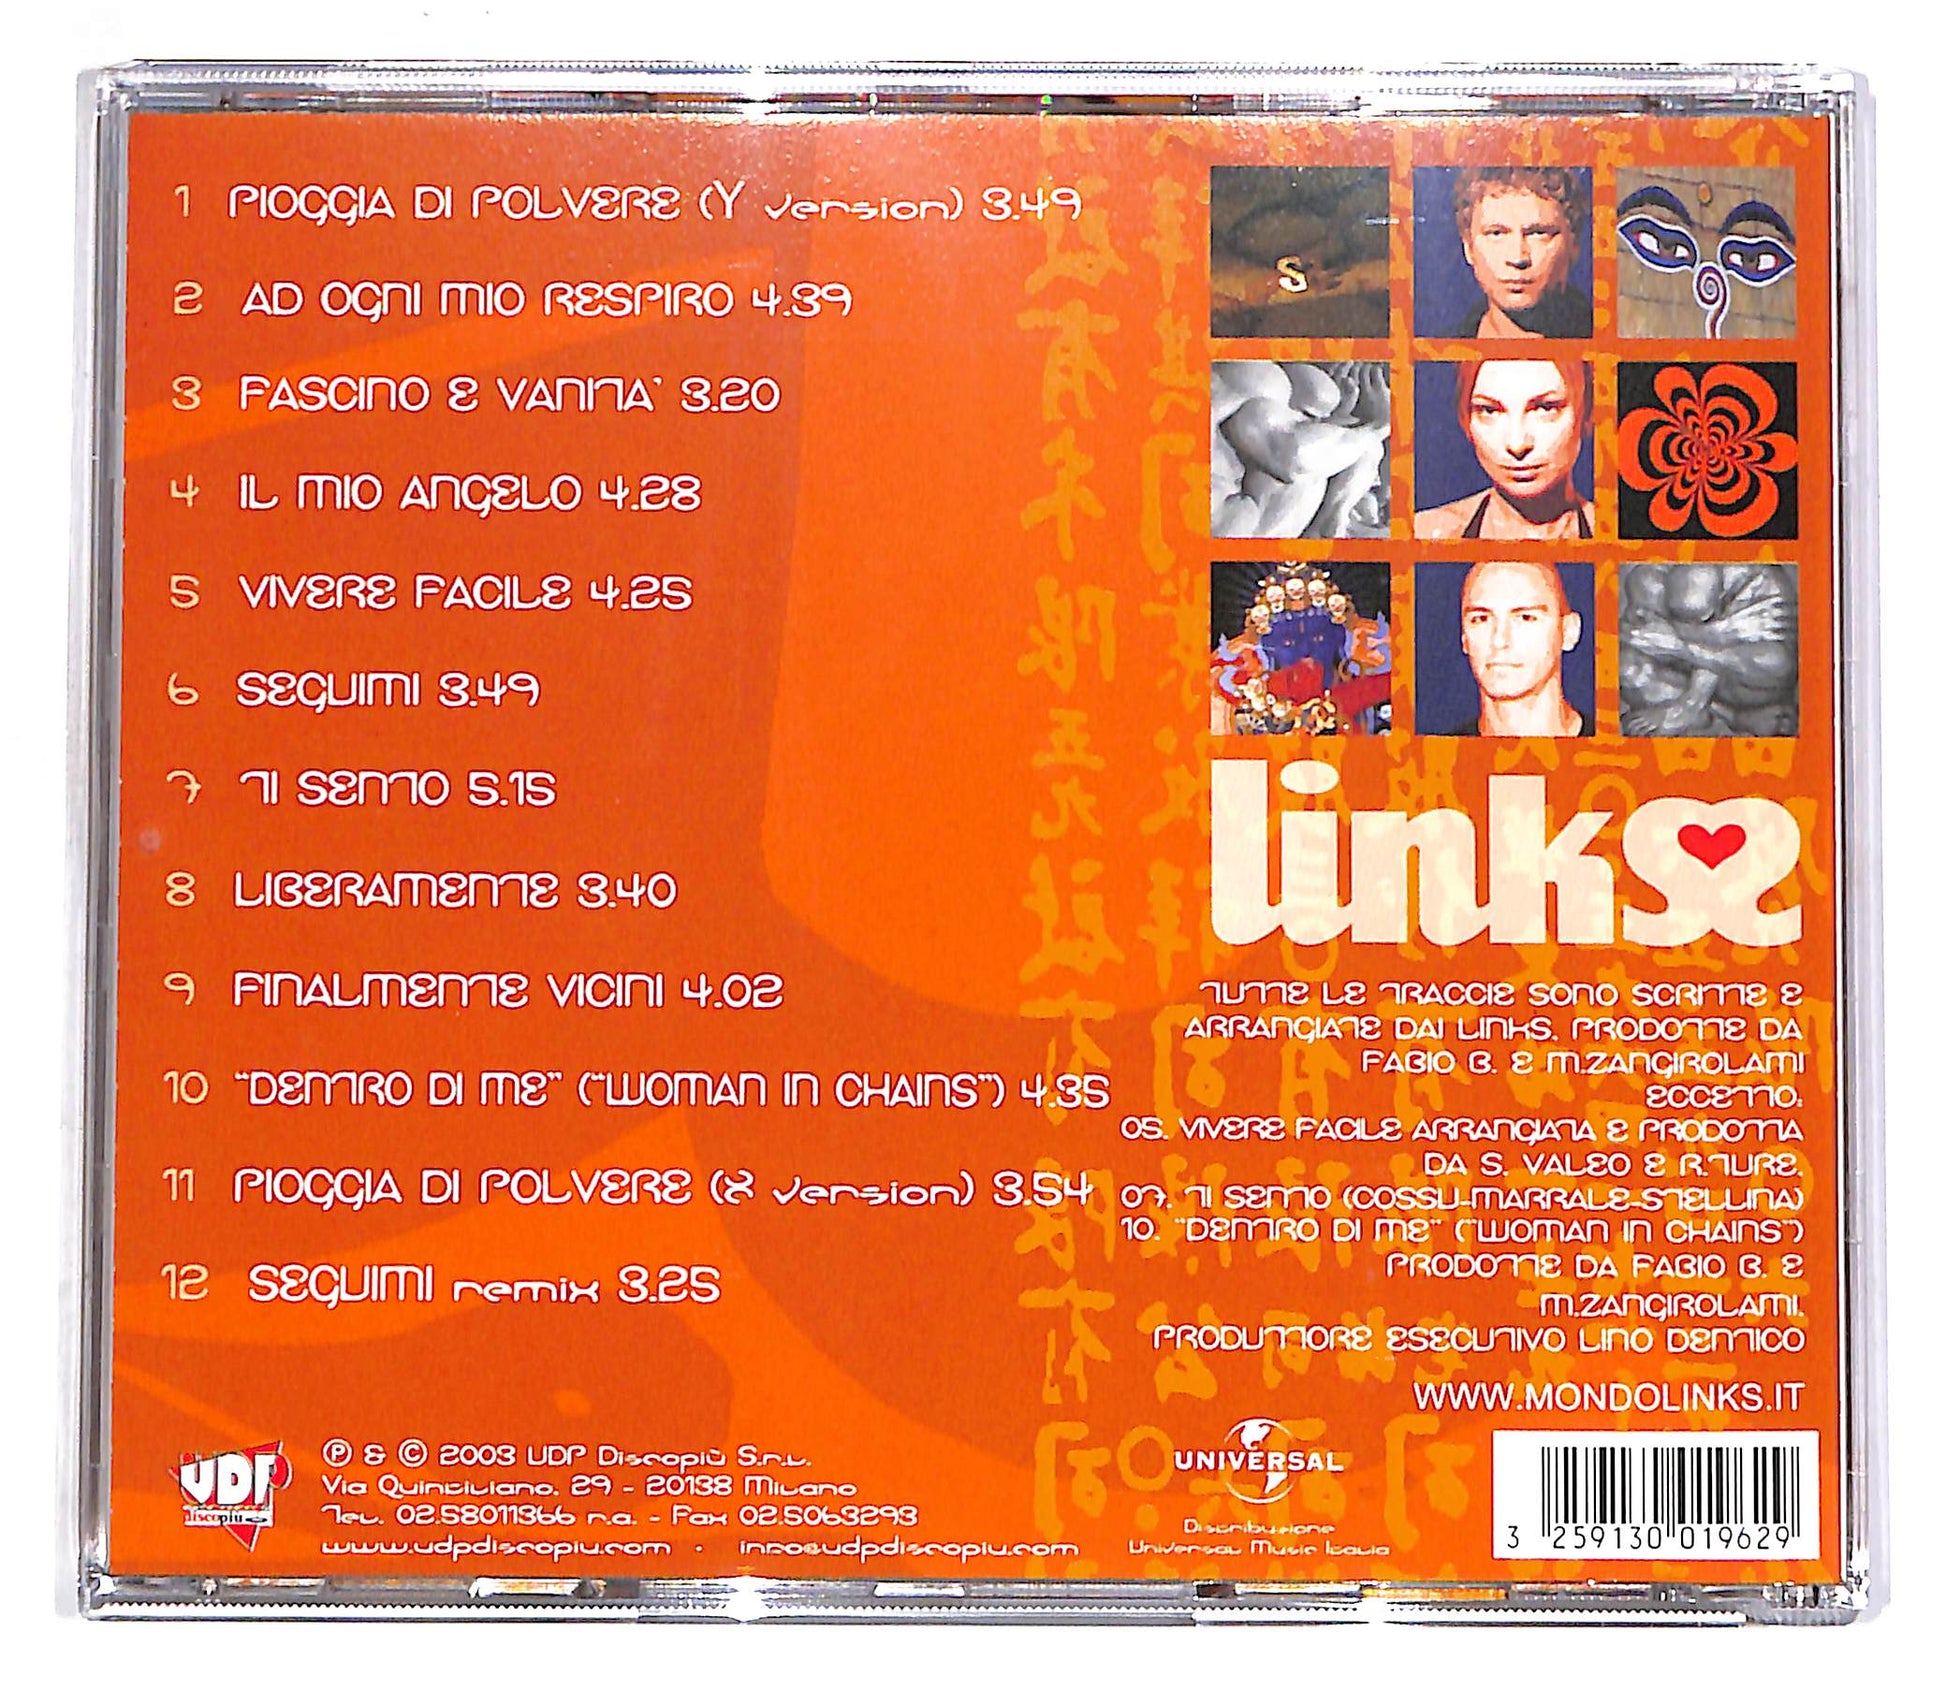 1 PIOGGIA DI POLVERE (Y version) 3.49
2 AD OGNI MIO RESPIRO 4.39
3 FASCINO E VANITA' 3.20
4 IL MIO ANGELO 4.28
5 VIVERE FACILE 4.25
6 SEGUIMI 3.49
7 TI SENTO 5.15
8 LIBERAMENTE 3.40
9 FINALMENTE VICINI 4.02
10 "DENTRO DI ME" ("WOMAN IN CHAINS") 4.35
11 PIOGGIA DI POLVERE (X version) 3.54
12 SEGUIMI remix 3.25
S
links
TUTTE LE TRACCIE SONO SCRITTE E
ARRANGIATE DAI LINKS. PRODOTTE DA
FABIO B. E M.ZANGIROLAMI
ECCETTO:
05. VIVERE FACILE ARRANGIATA E PRODOTTA
DA S. VALEO E R.TURE.
07. TI SENTO (COSSU-MARRALE-STELLINA)
10. "DENTRO DI ME" ("WOMAN IN CHAINS")
PRODOTTE DA FABIO B. E
M.ZANGIROLAMI.
PRODUTTORE ESECUTIVO LINO DENTICO
WWW.MONDOLINKS.IT
UDP
discopiù
℗ & © 2003 UDP Discopiù S.r.l.
Via Quintiliano, 29 - 20138 Milano
Tel. 02.58011366 r.a. - Fax 02.5063293
www.udpdiscopiu.com · info@udpdiscopiu.com
UNIVERSAL
Distribuzione
Universal Music Italia
3 259130 019629